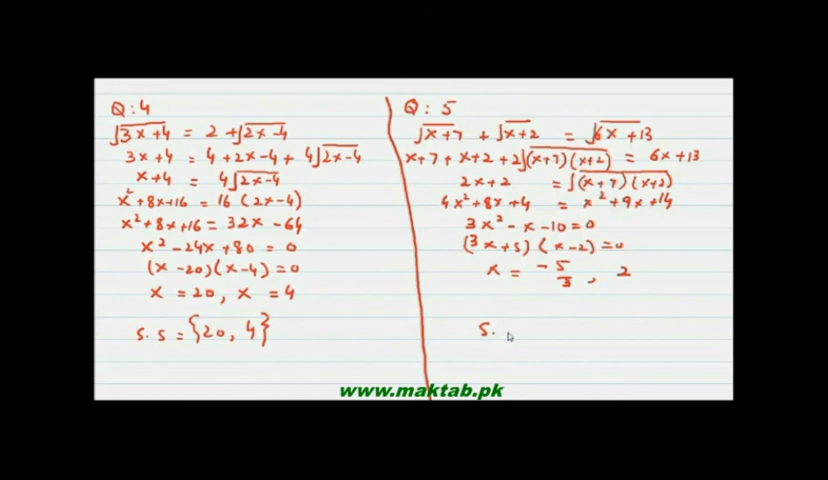 Q:4
√3x+4 = 2+√2x-4
3x+4 = 4+2x-4+ 4√2x-4
x+4 = 4√2x-4
x²+8x+16 = 16(2x-4)
x²+8x+16 = 32x -64
x²-24x+80 = 0
(x-20)(x-4)=0
x = 20, x = 4
S.S = {20, 4}
Q: 5
√x+7 + √x+2 = √6x+13
x+7+x+2+2√(x+7)(x+2) = 6x+13
2x+2 = √(x+7)(x+2)
4x²+8x+4 = x²+9x+14
3x²-x-10=0
(3x+5)(x-2)=0
x = -5/3, 2
S.
www.maktab.pk